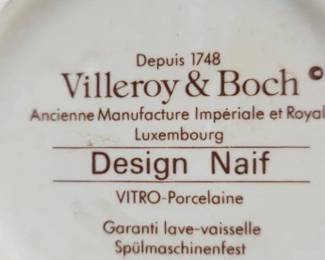 Depuis 1748
Villeroy & Boch ©
Ancienne Manufacture Impériale et Royal
Luxembourg
Design Naif
VITRO-Porcelaine
Garanti lave-vaisselle
Spülmaschinenfest